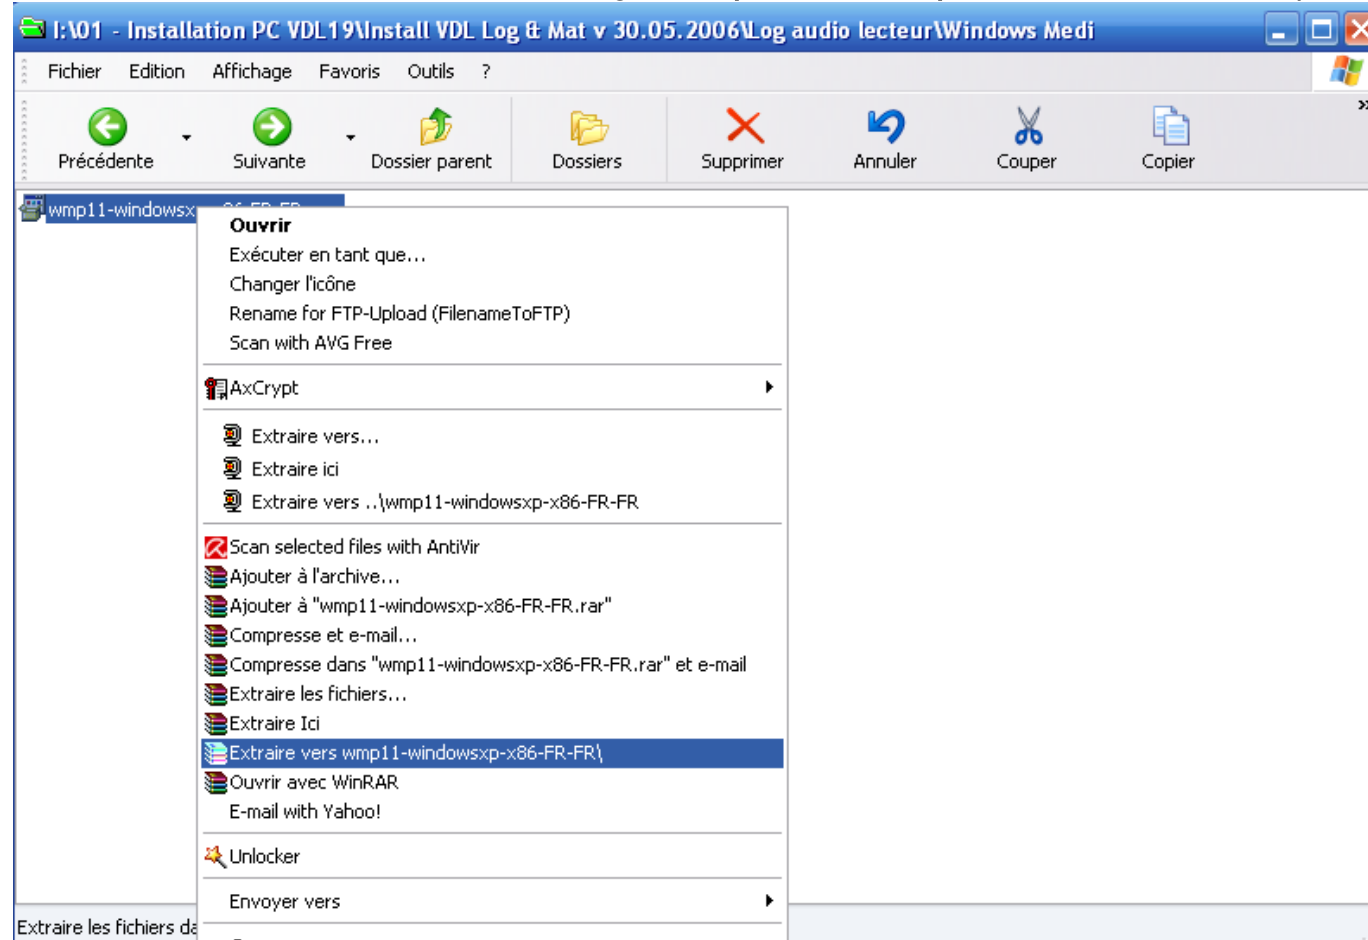 I:\01 - Installation PC VDL19\Install VDL Log & Mat v 30.05.2006\Log audio lecteur\Windows Medi
Fichier Edition Affichage Favoris Outils ?
Précédente Suivante Dossier parent Dossiers Supprimer Annuler Couper Copier
wmp11-windowsx
Ouvrir
Exécuter en tant que...
Changer l'icône
Rename for FTP-Upload (FilenameToFTP)
Scan with AVG Free
AxCrypt
Extraire vers...
Extraire ici
Extraire vers ..\wmp11-windowsxp-x86-FR-FR
Scan selected files with AntiVir
Ajouter à l'archive...
Ajouter à "wmp11-windowsxp-x86-FR-FR.rar"
Compresse et e-mail...
Compresse dans "wmp11-windowsxp-x86-FR-FR.rar" et e-mail
Extraire les fichiers...
Extraire Ici
Extraire vers wmp11-windowsxp-x86-FR-FR\
Ouvrir avec WinRAR
E-mail with Yahoo!
Unlocker
Envoyer vers
Extraire les fichiers da